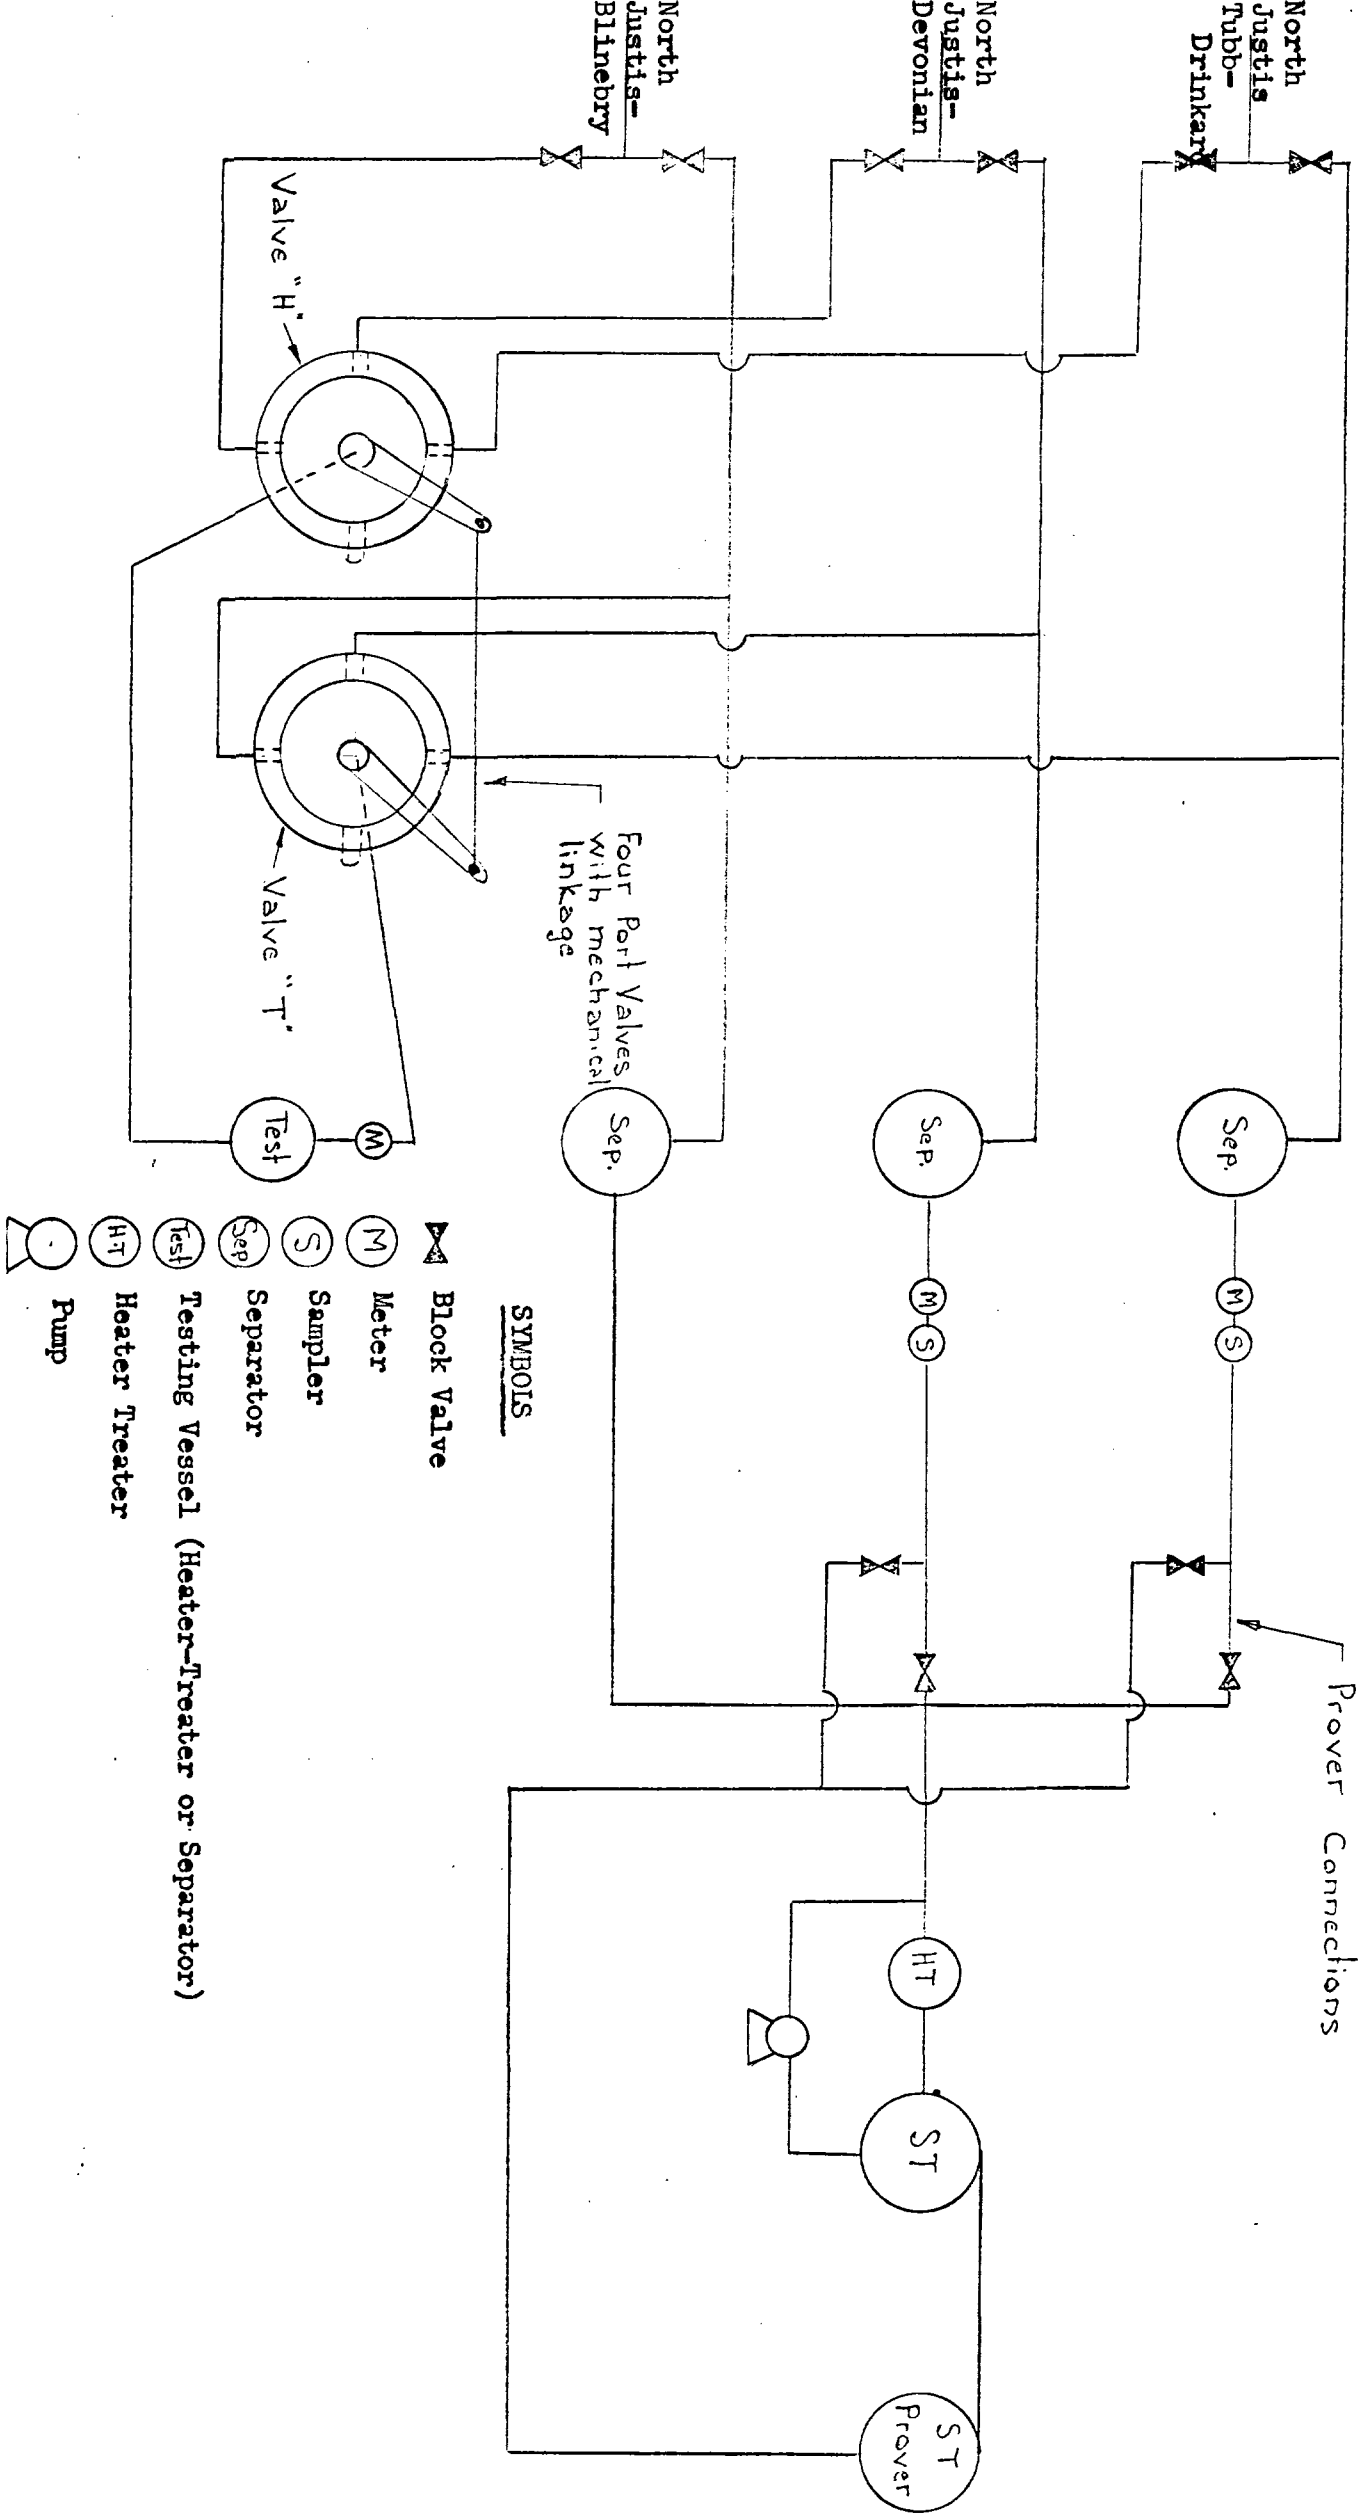 North
Justis
Tubb-
Drinkard
North
Justis-
Devonian
North
Justis-
Blinebry
Valve "H"
Valve "T"
Four Port Valves
with mechanical
linkage
Sep.
Sep.
Sep.
M
S
M
S
Test
M
Prover Connections
HT
ST
ST
Prover
SYMBOLS
Block Valve
M Meter
S Sampler
Sep Separator
Test Testing Vessel (Heater-Treater or Separator)
H-T Heater Treater
Pump